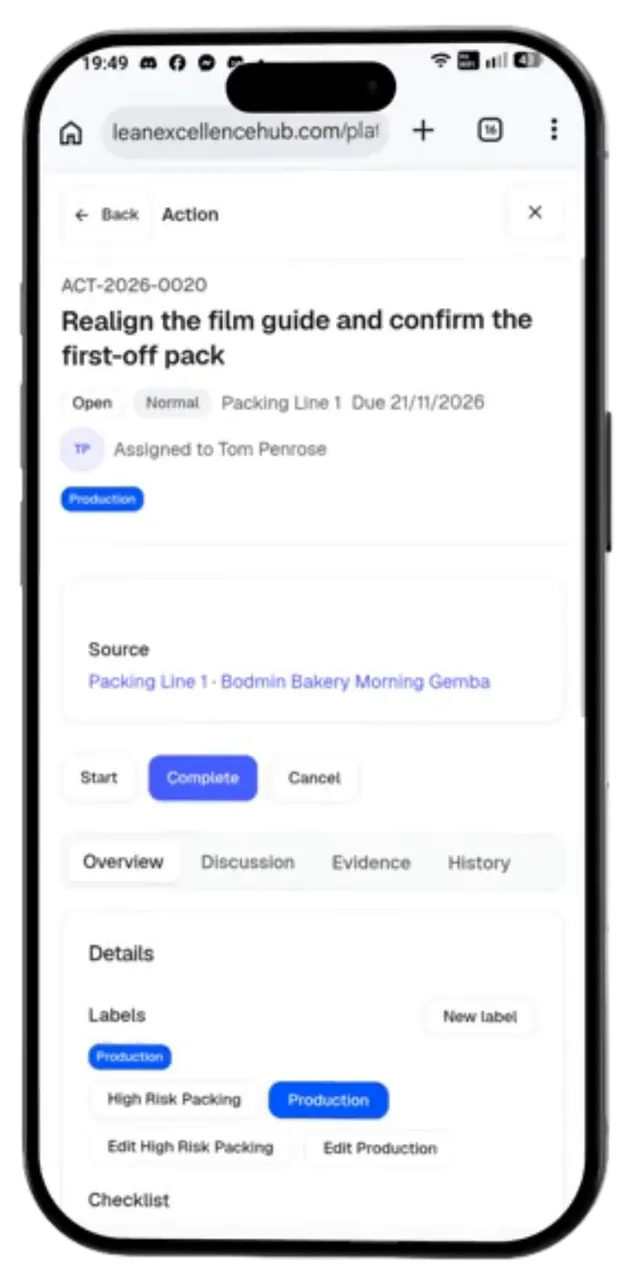 19:49
leanexcellencehub.com/plat
16
← Back Action
ACT-2026-0020
Realign the film guide and confirm the
first-off pack
Open Normal Packing Line 1 Due 21/11/2026
TP Assigned to Tom Penrose
Production
Source
Packing Line 1 · Bodmin Bakery Morning Gemba
Start Complete Cancel
Overview Discussion Evidence History
Details
Labels New label
Production
High Risk Packing Production
Edit High Risk Packing Edit Production
Checklist